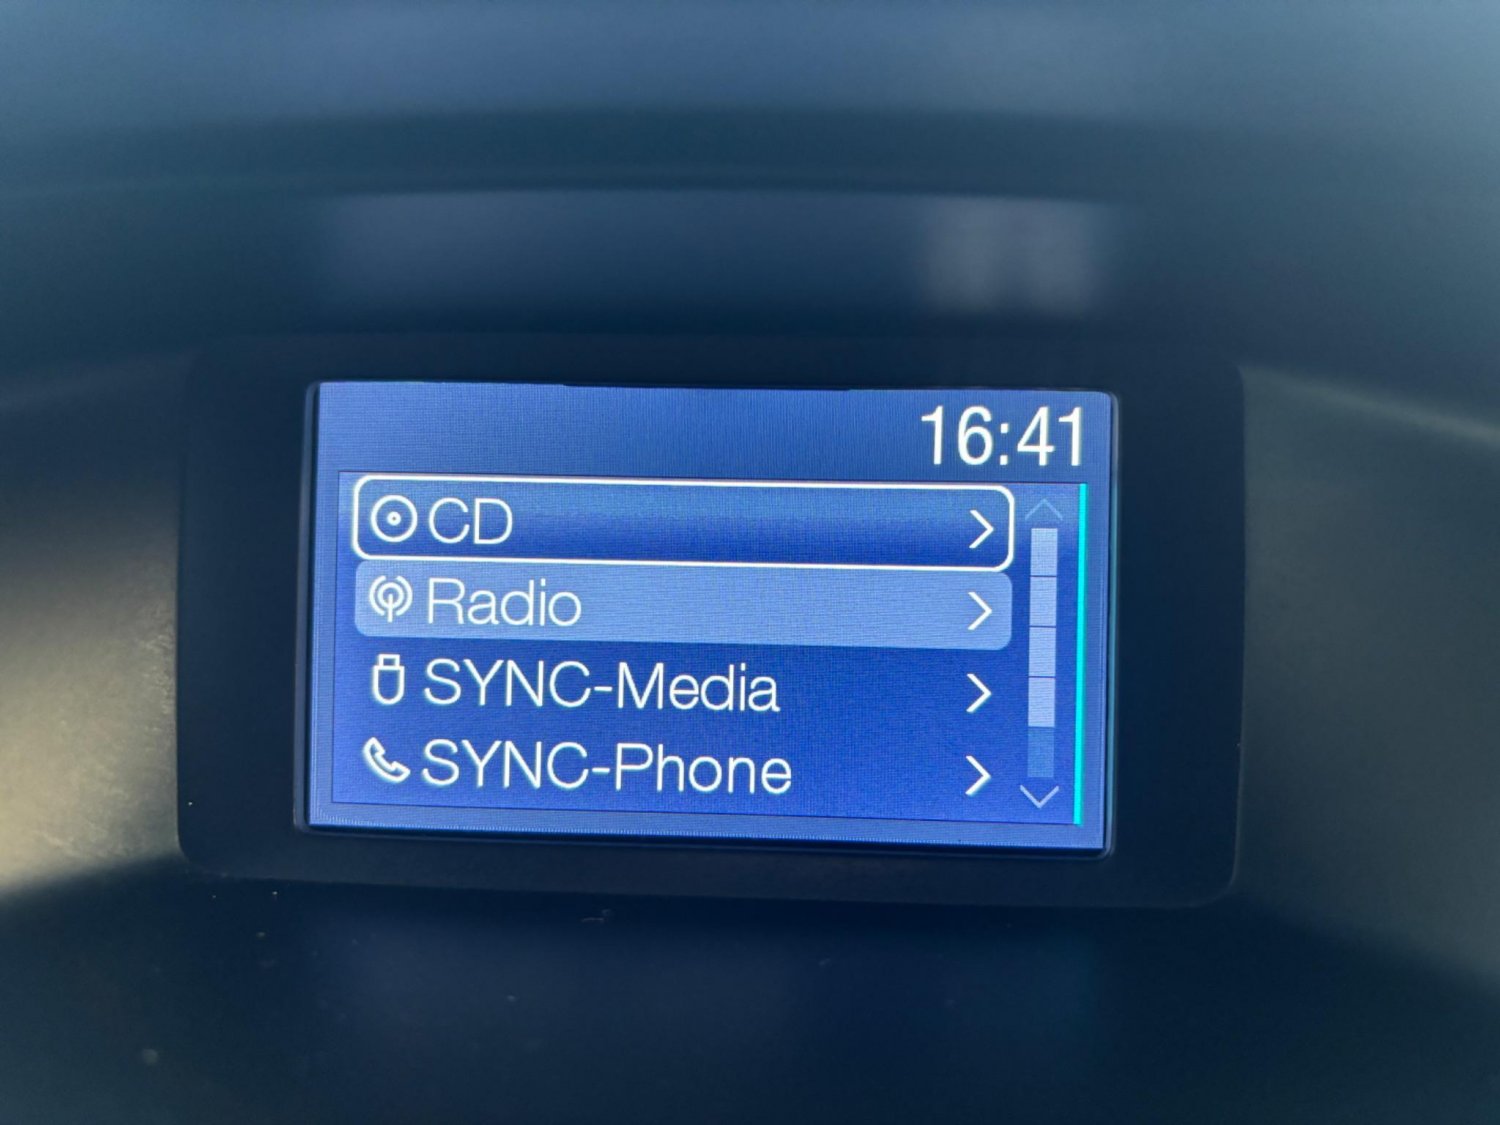 16:41
CD
Radio
SYNC-Media
SYNC-Phone